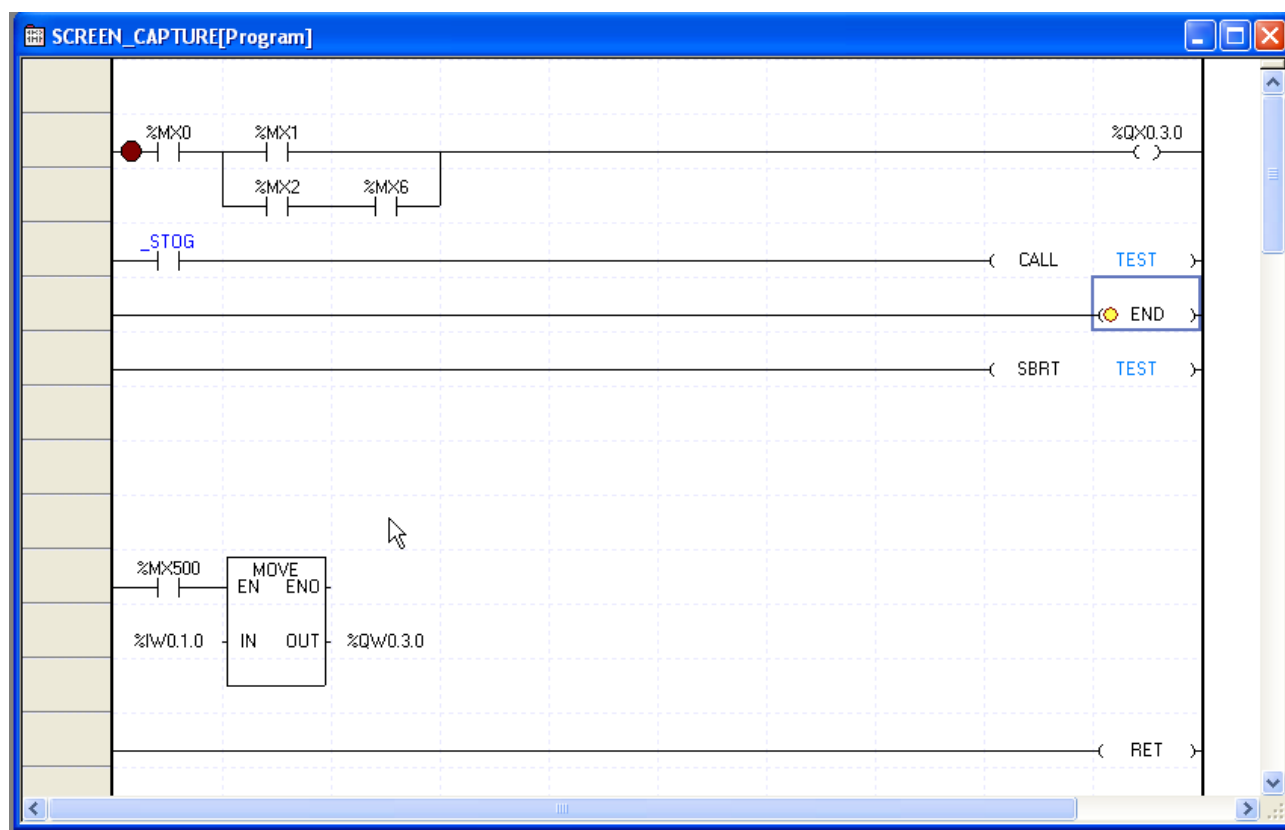 SCREEN_CAPTURE[Program]
%MX0 %MX1 %QX0.3.0
%MX2 %MX6
_STOG
CALL TEST
END
SBRT TEST
%MX500 MOVE
EN ENO
%IW0.1.0 IN OUT %QW0.3.0
RET